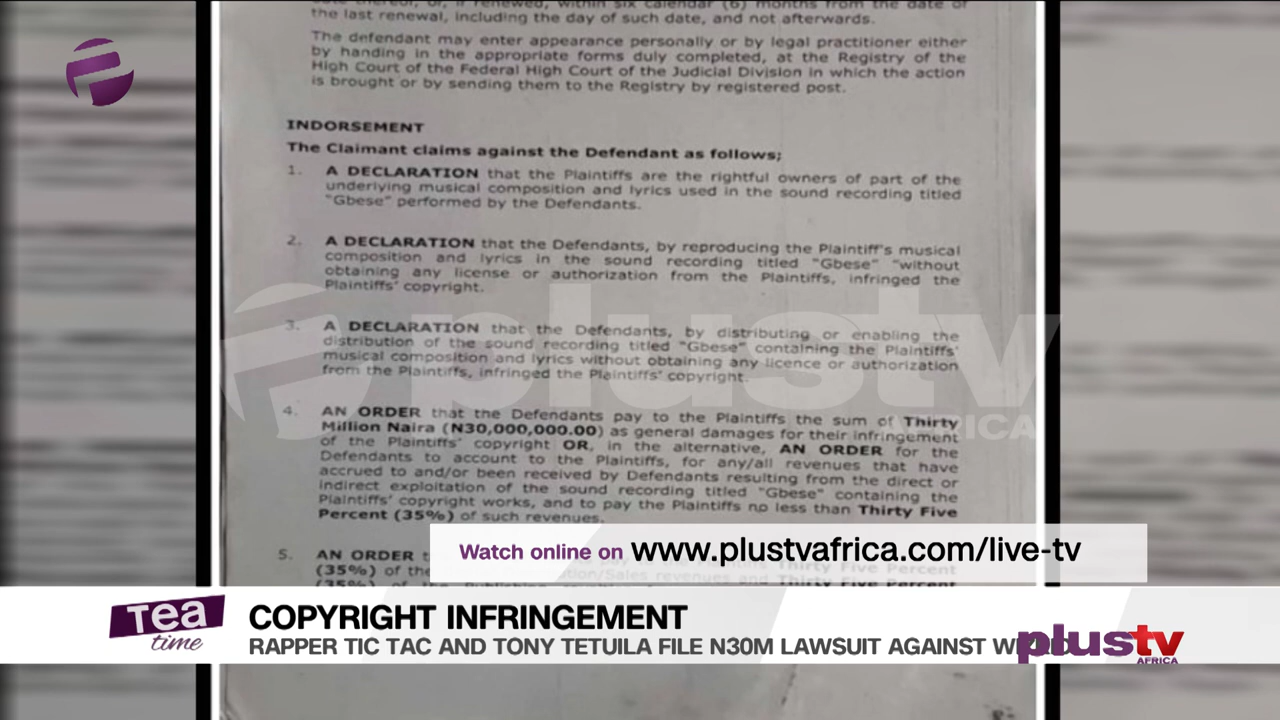 date thereof, or, if renewed, within six calendar (6) months from the date of
the last renewal, including the day of such date, and not afterwards.
The defendant may enter appearance personally or by legal practitioner either
by handing in the appropriate forms duly completed, at the Registry of the
High Court of the Federal High Court of the Judicial Division in which the action
is brought or by sending them to the Registry by registered post.
INDORSEMENT
The Claimant claims against the Defendant as follows;
1. A DECLARATION that the Plaintiffs are the rightful owners of part of the
underlying musical composition and lyrics used in the sound recording titled
"Gbese" performed by the Defendants.
2. A DECLARATION that the Defendants, by reproducing the Plaintiff's musical
composition and lyrics in the sound recording titled "Gbese" "without
obtaining any license or authorization from the Plaintiffs, infringed the
Plaintiffs' copyright.
3. A DECLARATION that the Defendants, by distributing or enabling the
distribution of the sound recording titled "Gbese" containing the Plaintiffs'
musical composition and lyrics without obtaining any licence or authorization
from the Plaintiffs, infringed the Plaintiffs' copyright.
4. AN ORDER that the Defendants pay to the Plaintiffs the sum of Thirty
Million Naira (N30,000,000.00) as general damages for their infringement
of the Plaintiffs' copyright OR, in the alternative, AN ORDER for the
Defendants to account to the Plaintiffs, for any/all revenues that have
accrued to and/or been received by Defendants resulting from the direct or
indirect exploitation of the sound recording titled "Gbese" containing the
Plaintiffs' copyright works, and to pay the Plaintiffs no less than Thirty Five
Percent (35%) of such revenues.
5. AN ORDER
(35%) of the
plustv
AFRICA
Watch online on www.plustvafrica.com/live-tv
Tea
time
COPYRIGHT INFRINGEMENT
RAPPER TIC TAC AND TONY TETUILA FILE N30M LAWSUIT AGAINST
plustv
AFRICA